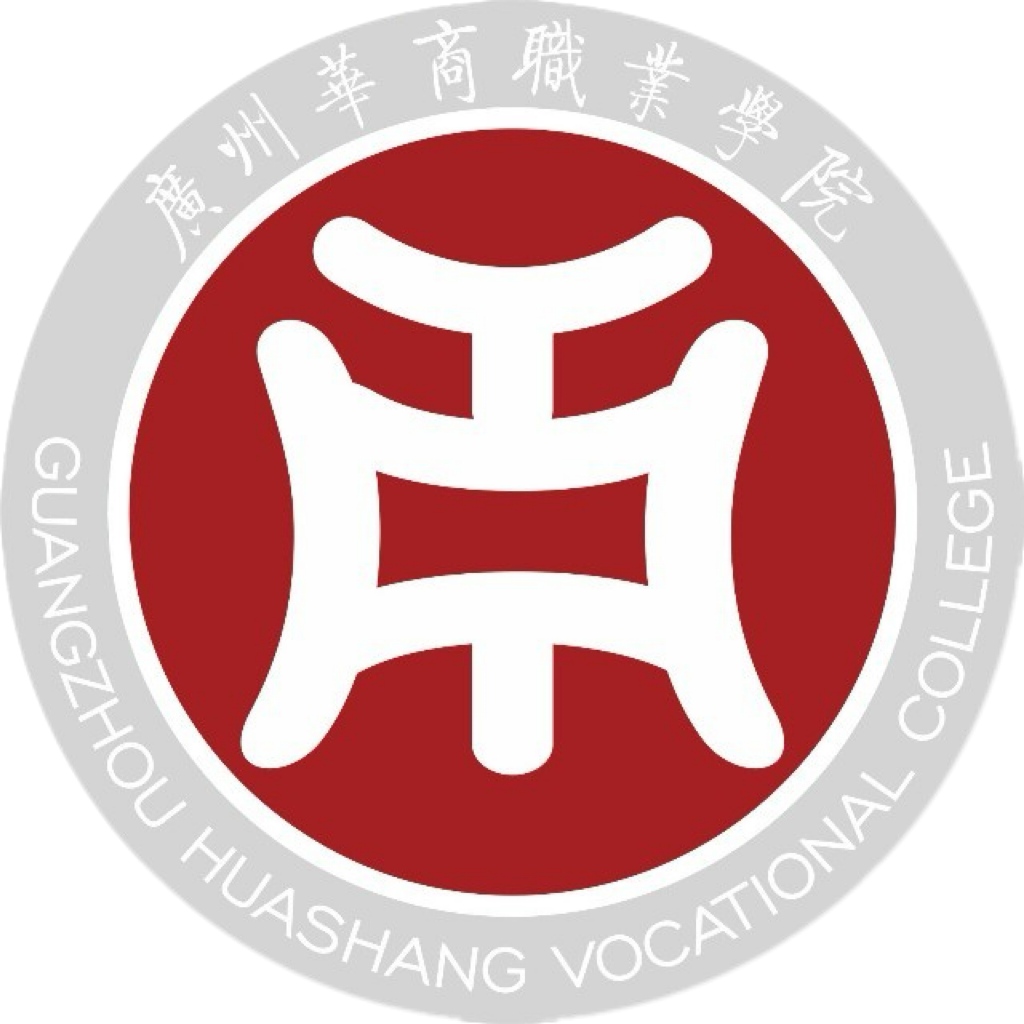 廣州華商職業學院
GUANGZHOU HUASHANG VOCATIONAL COLLEGE